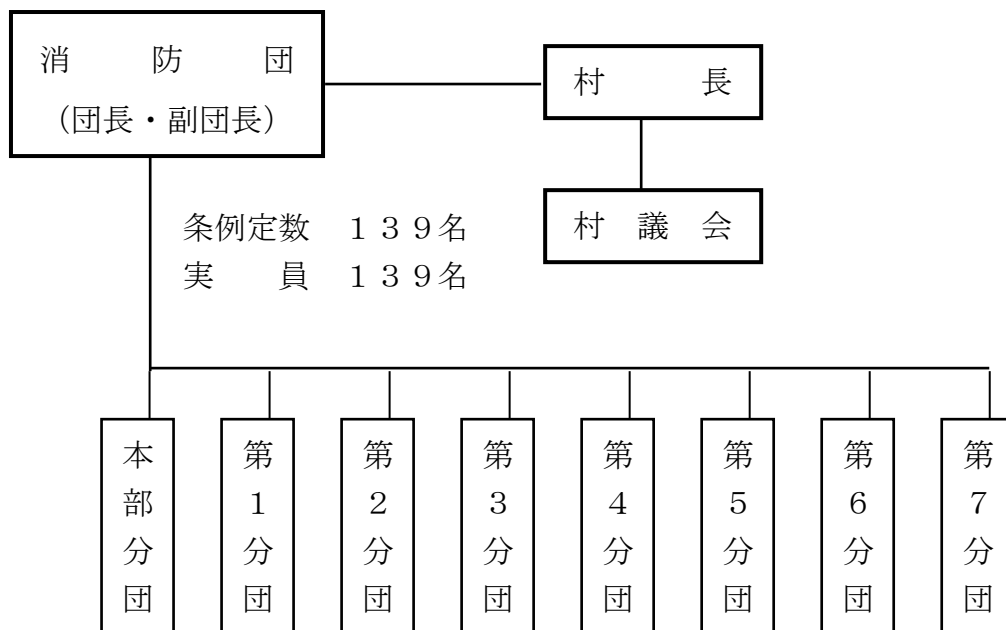 消防団
(団長・副団長)
村長
村議会
条例定数 139名
実員 139名
本部分団
第1分団
第2分団
第3分団
第4分団
第5分団
第6分団
第7分団